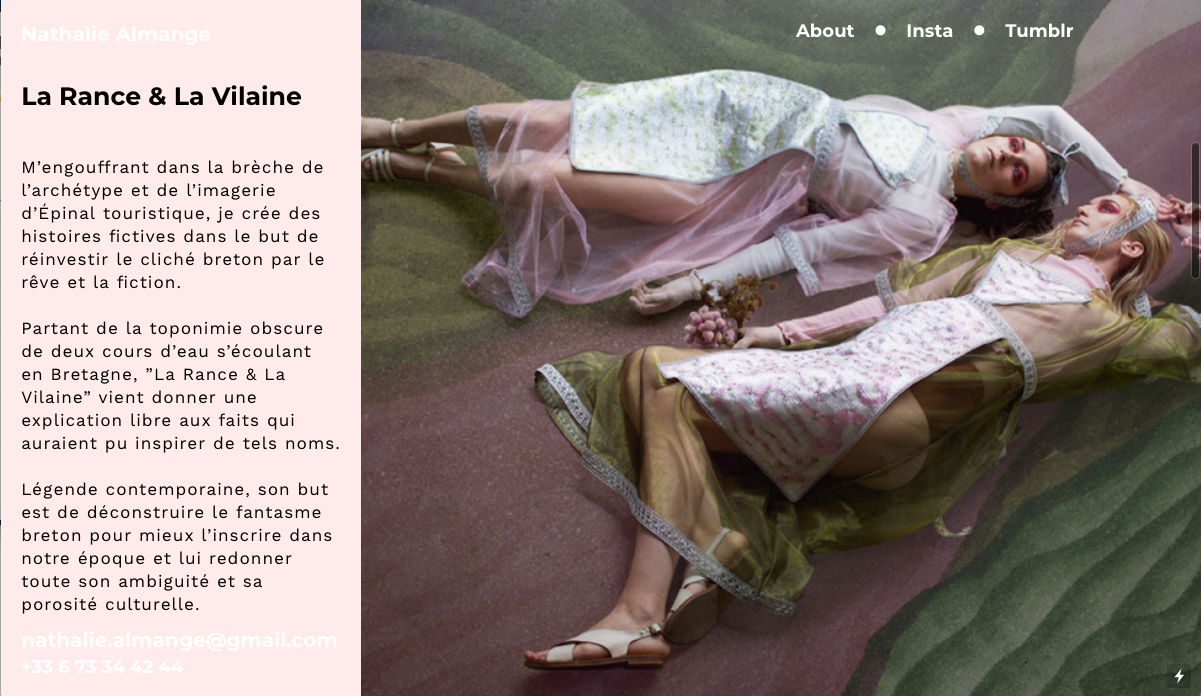 Nathalie Almange
About ● Insta ● Tumblr
La Rance & La Vilaine
M’engouffrant dans la brèche de
l’archétype et de l’imagerie
d’Épinal touristique, je crée des
histoires fictives dans le but de
réinvestir le cliché breton par le
rêve et la fiction.
Partant de la toponimie obscure
de deux cours d’eau s’écoulant
en Bretagne, ”La Rance & La
Vilaine” vient donner une
explication libre aux faits qui
auraient pu inspirer de tels noms.
Légende contemporaine, son but
est de déconstruire le fantasme
breton pour mieux l’inscrire dans
notre époque et lui redonner
toute son ambiguité et sa
porosité culturelle.
nathalie.almange@gmail.com
+33 6 73 34 42 44